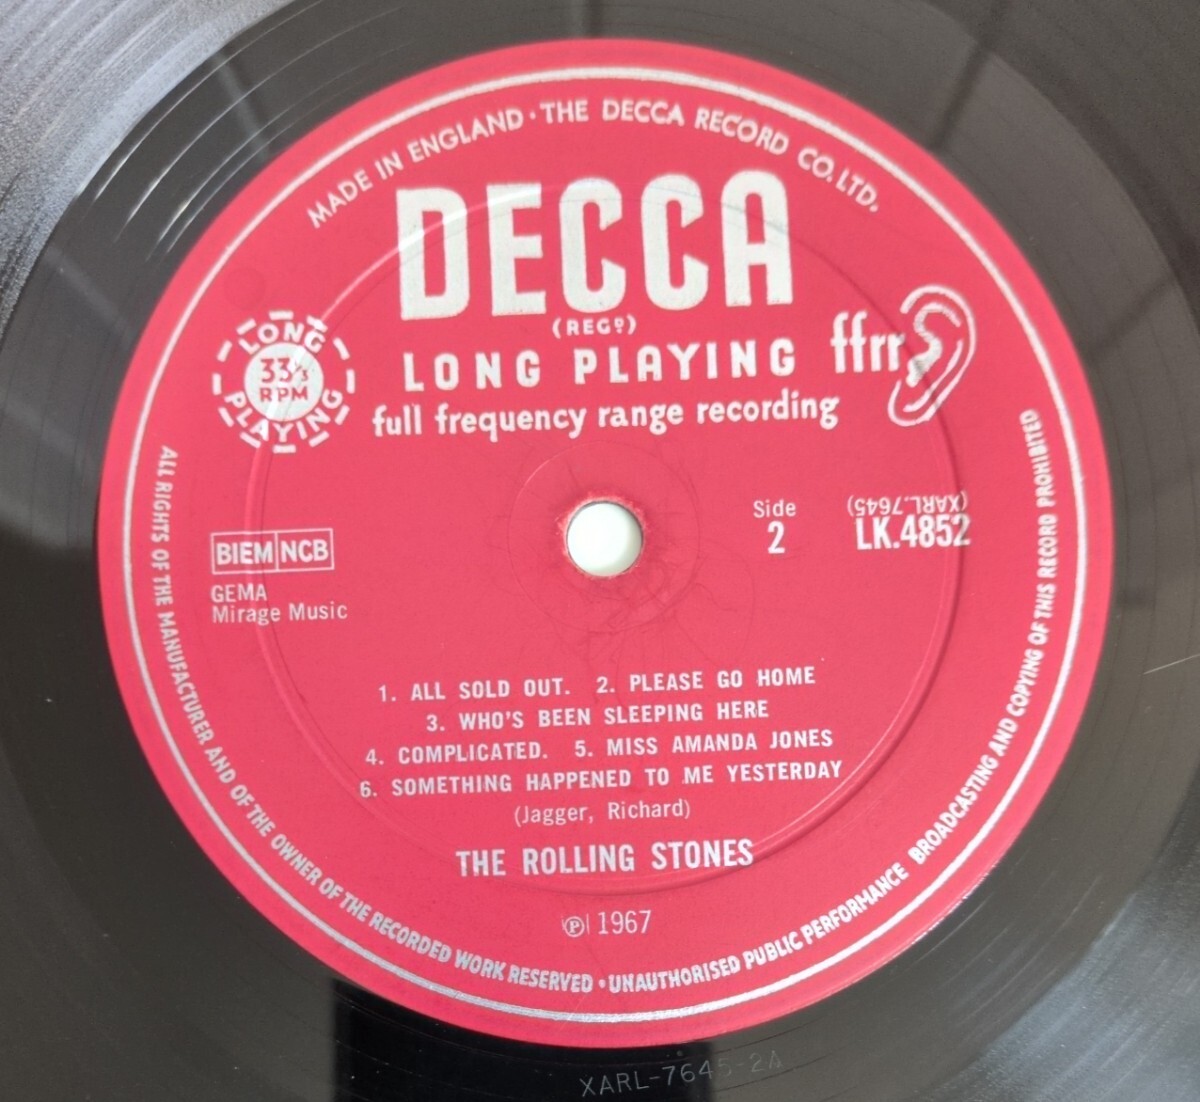 MADE IN ENGLAND · THE DECCA RECORD CO. LTD.
DECCA
(REGD)
LONG PLAYING
33⅓
RPM
LONG PLAYING
ffrr
full frequency range recording
Side
2
(XARL.7645)
LK.4852
BIEM NCB
GEMA
Mirage Music
1. ALL SOLD OUT. 2. PLEASE GO HOME
3. WHO'S BEEN SLEEPING HERE
4. COMPLICATED. 5. MISS AMANDA JONES
6. SOMETHING HAPPENED TO ME YESTERDAY
(Jagger, Richard)
THE ROLLING STONES
℗ 1967
ALL RIGHTS OF THE MANUFACTURER AND OF THE OWNER OF THE RECORDED WORK RESERVED · UNAUTHORISED PUBLIC PERFORMANCE BROADCASTING AND COPYING OF THIS RECORD PROHIBITED
XARL-7645-2A